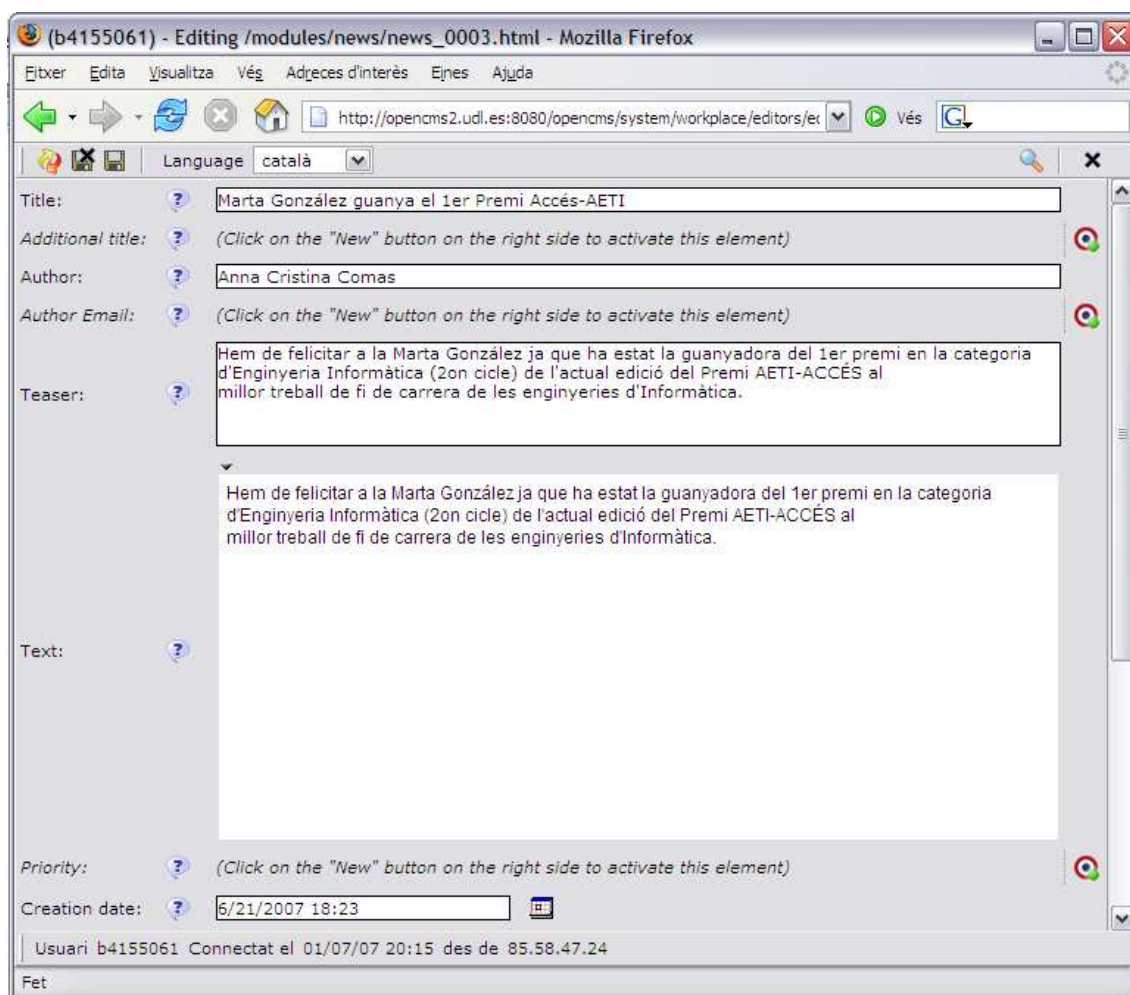 (b4155061) - Editing /modules/news/news_0003.html - Mozilla Firefox
Fitxer Edita Visualitza Vés Adreces d'interès Eines Ajuda
http://opencms2.udl.es:8080/opencms/system/workplace/editors/e Vés G
Language català
Title: ? Marta González guanya el 1er Premi Accés-AETI
Additional title: ? (Click on the "New" button on the right side to activate this element)
Author: ? Anna Cristina Comas
Author Email: ? (Click on the "New" button on the right side to activate this element)
Hem de felicitar a la Marta González ja que ha estat la guanyadora del 1er premi en la categoria
d'Enginyeria Informàtica (2on cicle) de l'actual edició del Premi AETI-ACCÉS al
Teaser: ? millor treball de fi de carrera de les enginyeries d'Informàtica.
Hem de felicitar a la Marta González ja que ha estat la guanyadora del 1er premi en la categoria
d'Enginyeria Informàtica (2on cicle) de l'actual edició del Premi AETI-ACCÉS al
millor treball de fi de carrera de les enginyeries d'Informàtica.
Text: ?
Priority: ? (Click on the "New" button on the right side to activate this element)
Creation date: ? 6/21/2007 18:23
Usuari b4155061 Connectat el 01/07/07 20:15 des de 85.58.47.24
Fet